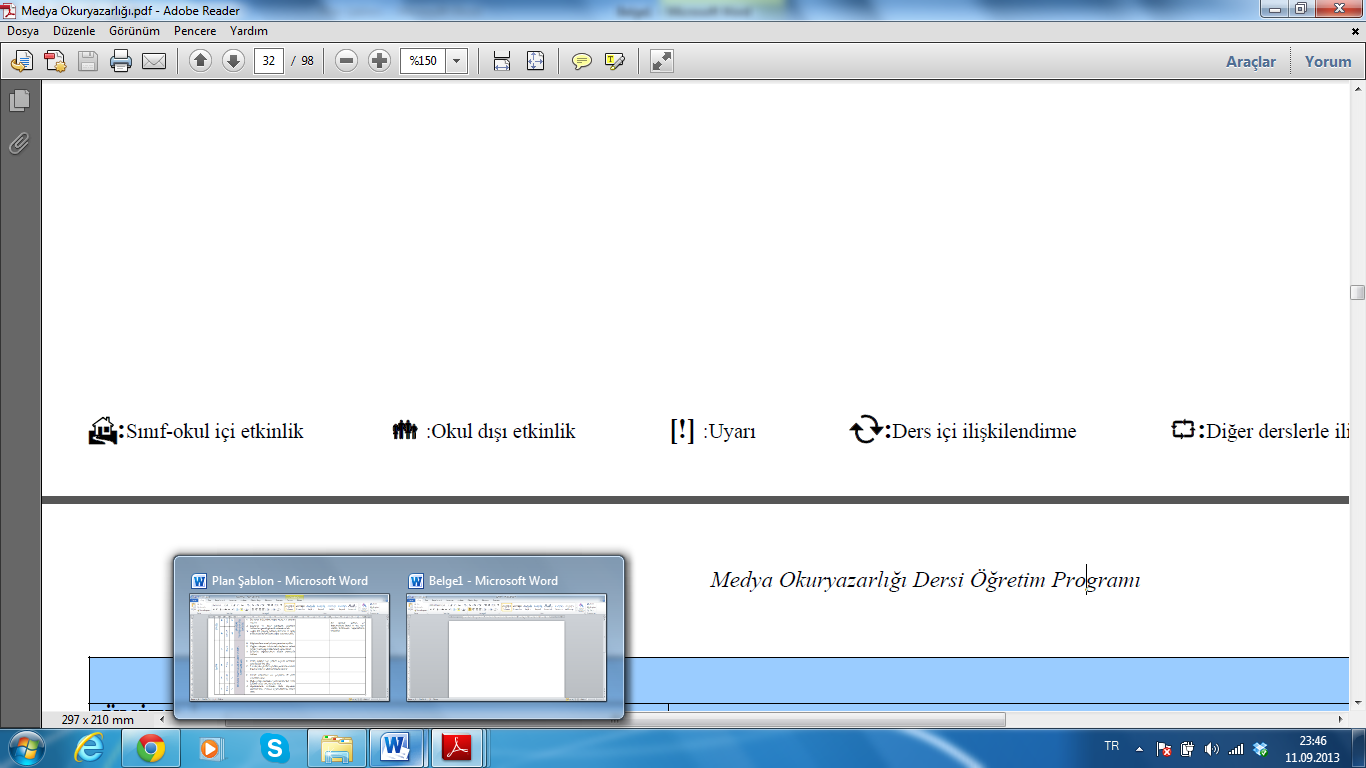 Medya Okuryazarlığı.pdf - Adobe Reader
Dosya Düzenle Görünüm Pencere Yardım
32 / 98 %150 Araçlar Yorum
:Sınıf-okul içi etkinlik :Okul dışı etkinlik [!] :Uyarı :Ders içi ilişkilendirme :Diğer derslerle ili
Medya Okuryazarlığı Dersi Öğretim Programı
Plan Şablon - Microsoft Word Belge1 - Microsoft Word
297 x 210 mm
TR 23:46
11.09.2013